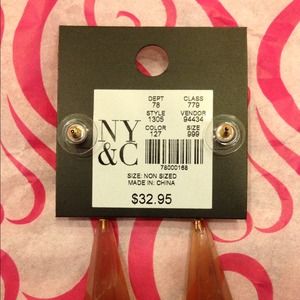 DEPT CLASS
78 779
STYLE VENDOR
1305 94434
COLOR SIZE
127 999
NY
&C
78000168
SIZE: NON SIZED
MADE IN: CHINA
$32.95